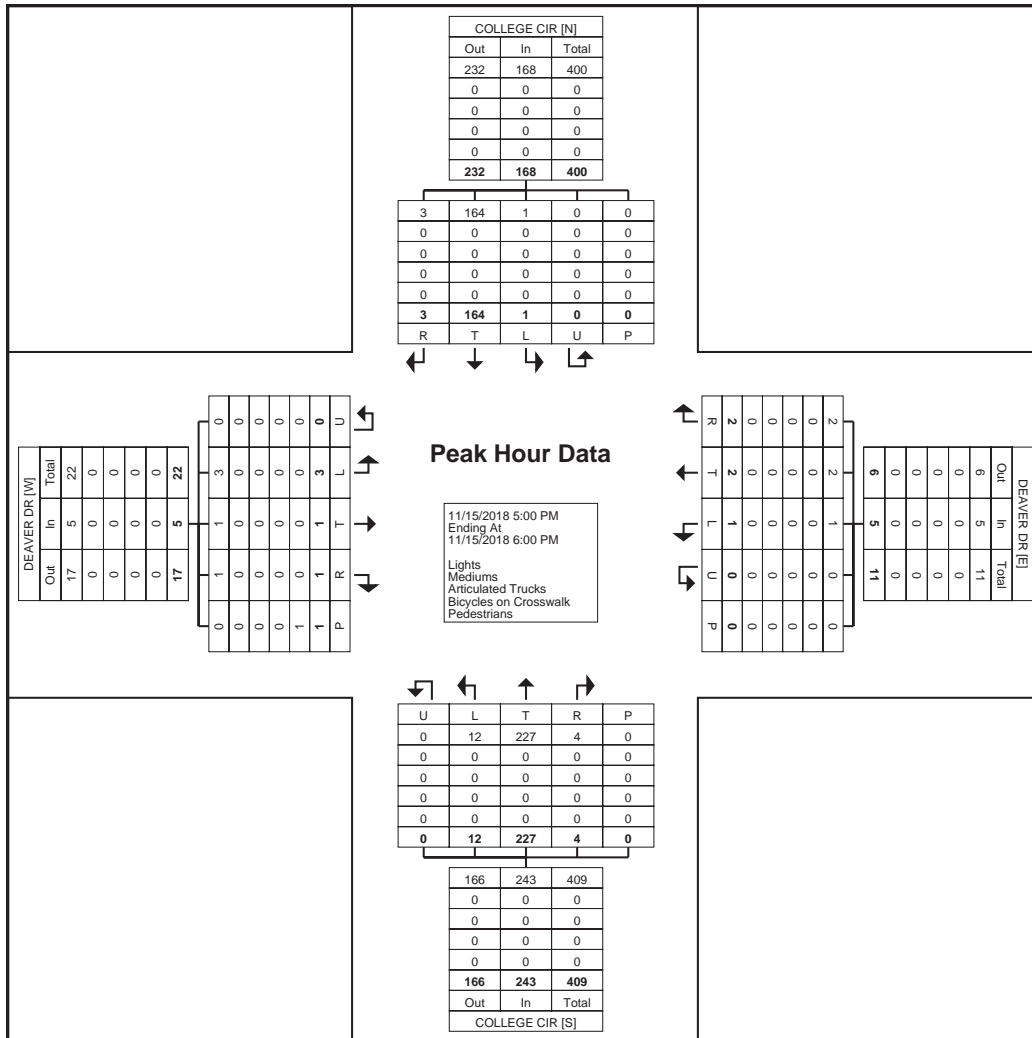 COLLEGE CIR [N]
Out In Total
232 168 400
0 0 0
0 0 0
0 0 0
0 0 0
232 168 400
3 164 1 0 0
0 0 0 0 0
0 0 0 0 0
0 0 0 0 0
0 0 0 0 0
3 164 1 0 0
R T L U P
DEAVER DR [W]
Total In Out
22 5 17
0 0 0
0 0 0
0 0 0
0 0 0
22 5 17
0 3 1 1 0
0 0 0 0 0
0 0 0 0 0
0 0 0 0 0
0 0 0 0 1
0 3 1 1 1
U L T R P
Peak Hour Data
11/15/2018 5:00 PM
Ending At
11/15/2018 6:00 PM
Lights
Mediums
Articulated Trucks
Bicycles on Crosswalk
Pedestrians
R T L U P
2 2 1 0 0
0 0 0 0 0
0 0 0 0 0
0 0 0 0 0
0 0 0 0 0
2 2 1 0 0
6 5 11
0 0 0
0 0 0
0 0 0
0 0 0
6 5 11
Out In Total
DEAVER DR [E]
U L T R P
0 12 227 4 0
0 0 0 0 0
0 0 0 0 0
0 0 0 0 0
0 0 0 0 0
0 12 227 4 0
166 243 409
0 0 0
0 0 0
0 0 0
0 0 0
166 243 409
Out In Total
COLLEGE CIR [S]